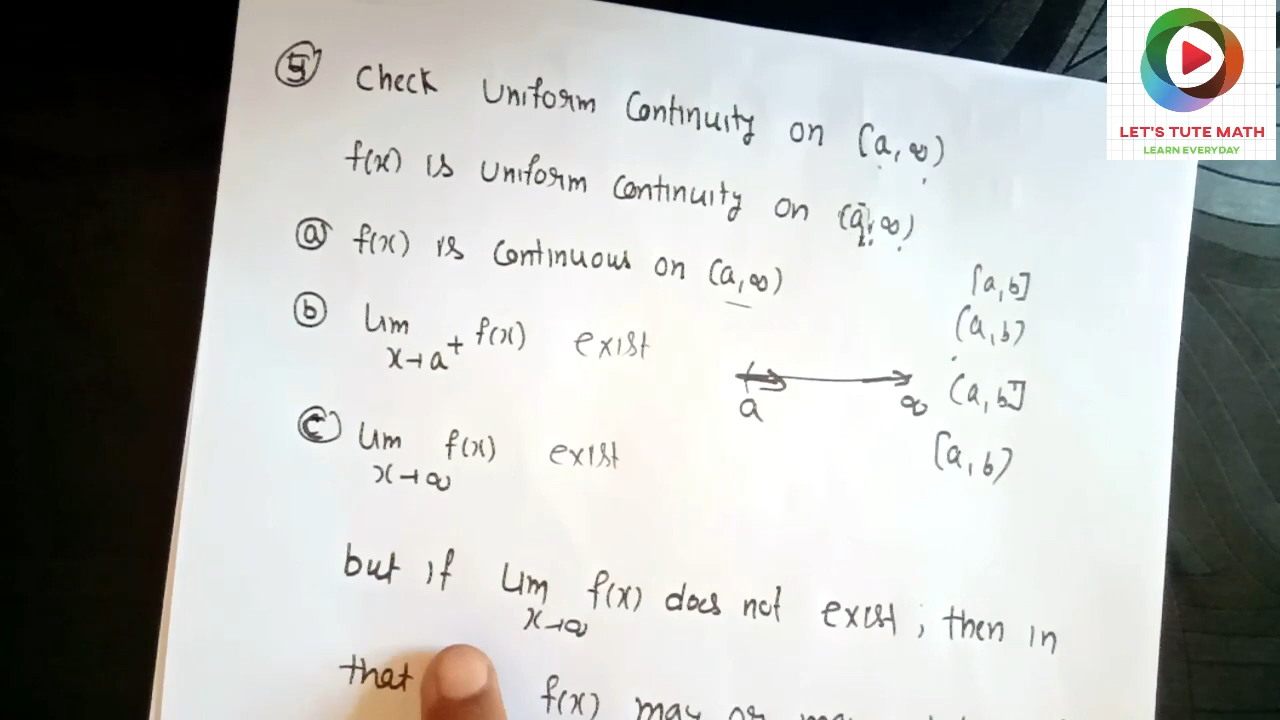 5 Check Uniform Continuity on (a, ∞)
f(x) is Uniform Continuity on (a, ∞)
a f(x) is continuous on (a, ∞)
b lim x→a⁺ f(x) exist
c lim x→∞ f(x) exist
a ∞
[a, b]
(a, b)
(a, b]
[a, b)
but if lim x→∞ f(x) does not exist ; then in
that f(x) may or may
LET'S TUTE MATH
LEARN EVERYDAY